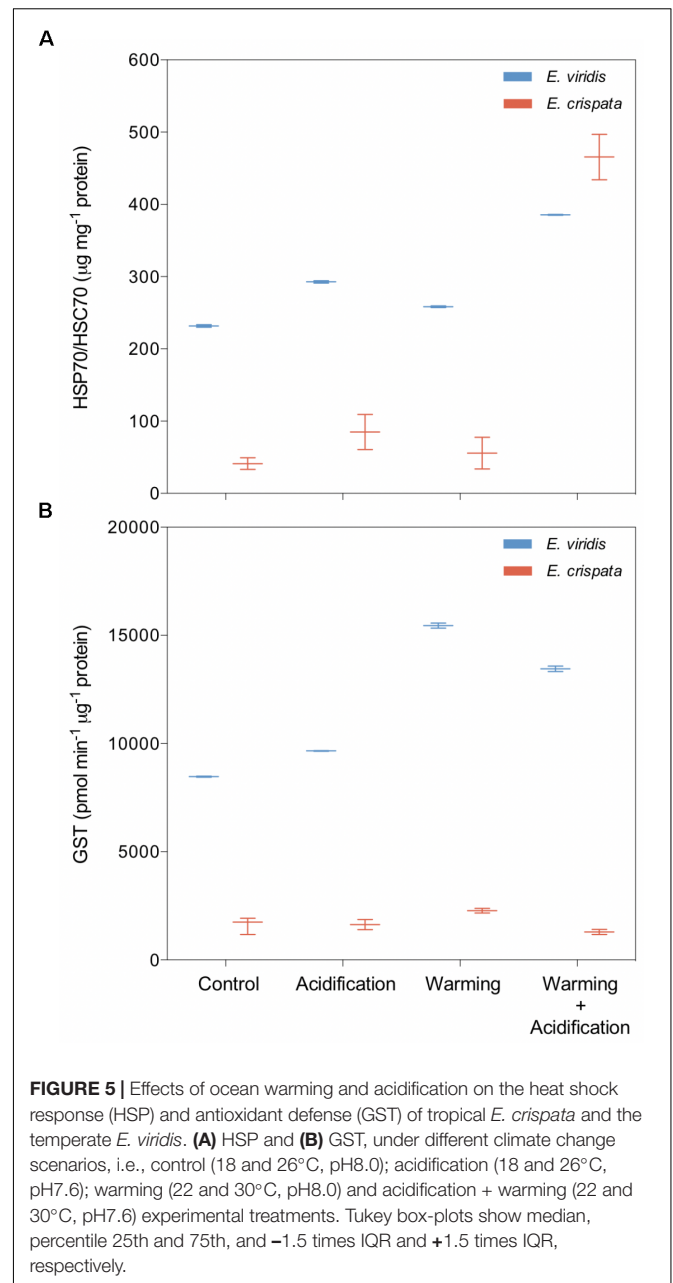 A
600
500
400
300
200
100
0
HSP70/HSC70 (µg mg-1 protein)
E. viridis
E. crispata
B
20000
15000
10000
5000
0
GST (pmol min-1 µg-1 protein)
E. viridis
E. crispata
Control Acidification Warming Warming
+
Acidification
FIGURE 5 | Effects of ocean warming and acidification on the heat shock
response (HSP) and antioxidant defense (GST) of tropical E. crispata and the
temperate E. viridis. (A) HSP and (B) GST, under different climate change
scenarios, i.e., control (18 and 26°C, pH8.0); acidification (18 and 26°C,
pH7.6); warming (22 and 30°C, pH8.0) and acidification + warming (22 and
30°C, pH7.6) experimental treatments. Tukey box-plots show median,
percentile 25th and 75th, and –1.5 times IQR and +1.5 times IQR,
respectively.